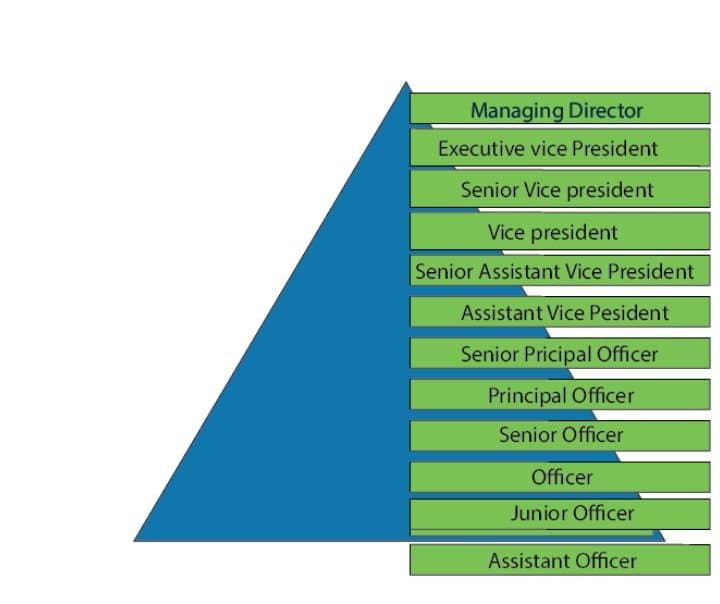 Managing Director
Executive vice President
Senior Vice president
Vice president
Senior Assistant Vice President
Assistant Vice Pesident
Senior Pricipal Officer
Principal Officer
Senior Officer
Officer
Junior Officer
Assistant Officer